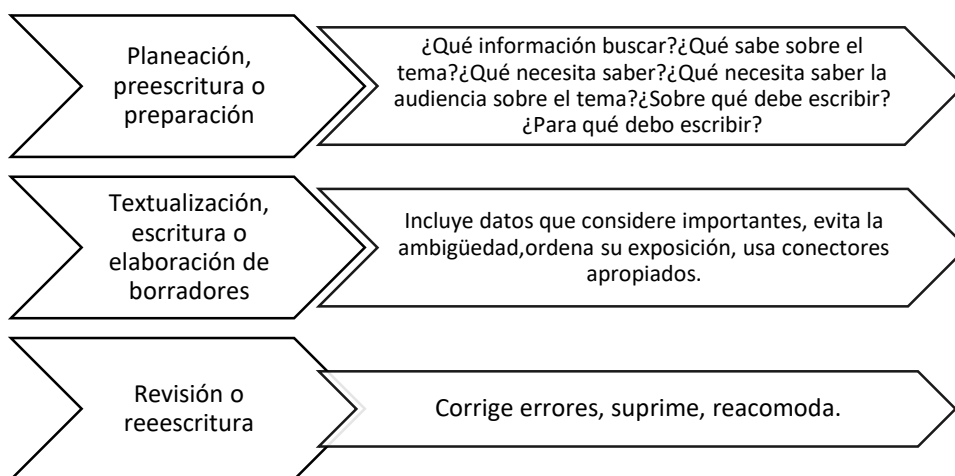 Planeación,
preescritura o
preparación
¿Qué información buscar?¿Qué sabe sobre el
tema?¿Qué necesita saber?¿Qué necesita saber la
audiencia sobre el tema?¿Sobre qué debe escribir?
¿Para qué debo escribir?
Textualización,
escritura o
elaboración de
borradores
Incluye datos que considere importantes, evita la
ambigüedad,ordena su exposición, usa conectores
apropiados.
Revisión o
reeescritura
Corrige errores, suprime, reacomoda.